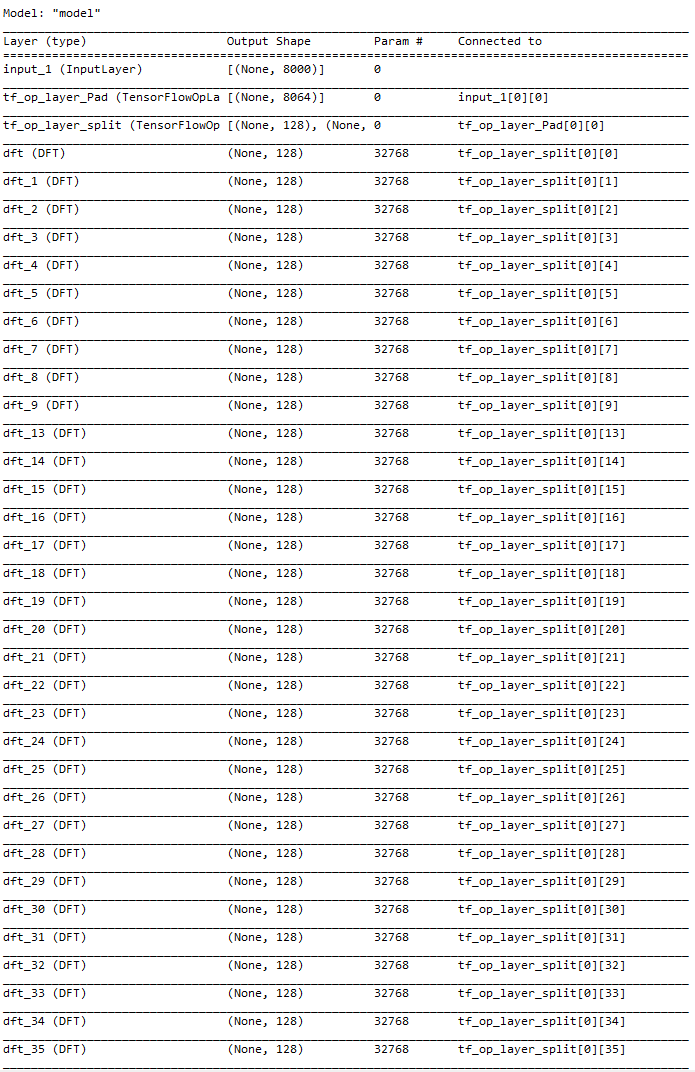 Model: "model"
Layer (type) Output Shape Param # Connected to
input_1 (InputLayer) [(None, 8000)] 0
tf_op_layer_Pad (TensorFlowOpLa [(None, 8064)] 0 input_1[0][0]
tf_op_layer_split (TensorFlowOp [(None, 128), (None, 0 tf_op_layer_Pad[0][0]
dft (DFT) (None, 128) 32768 tf_op_layer_split[0][0]
dft_1 (DFT) (None, 128) 32768 tf_op_layer_split[0][1]
dft_2 (DFT) (None, 128) 32768 tf_op_layer_split[0][2]
dft_3 (DFT) (None, 128) 32768 tf_op_layer_split[0][3]
dft_4 (DFT) (None, 128) 32768 tf_op_layer_split[0][4]
dft_5 (DFT) (None, 128) 32768 tf_op_layer_split[0][5]
dft_6 (DFT) (None, 128) 32768 tf_op_layer_split[0][6]
dft_7 (DFT) (None, 128) 32768 tf_op_layer_split[0][7]
dft_8 (DFT) (None, 128) 32768 tf_op_layer_split[0][8]
dft_9 (DFT) (None, 128) 32768 tf_op_layer_split[0][9]
dft_13 (DFT) (None, 128) 32768 tf_op_layer_split[0][13]
dft_14 (DFT) (None, 128) 32768 tf_op_layer_split[0][14]
dft_15 (DFT) (None, 128) 32768 tf_op_layer_split[0][15]
dft_16 (DFT) (None, 128) 32768 tf_op_layer_split[0][16]
dft_17 (DFT) (None, 128) 32768 tf_op_layer_split[0][17]
dft_18 (DFT) (None, 128) 32768 tf_op_layer_split[0][18]
dft_19 (DFT) (None, 128) 32768 tf_op_layer_split[0][19]
dft_20 (DFT) (None, 128) 32768 tf_op_layer_split[0][20]
dft_21 (DFT) (None, 128) 32768 tf_op_layer_split[0][21]
dft_22 (DFT) (None, 128) 32768 tf_op_layer_split[0][22]
dft_23 (DFT) (None, 128) 32768 tf_op_layer_split[0][23]
dft_24 (DFT) (None, 128) 32768 tf_op_layer_split[0][24]
dft_25 (DFT) (None, 128) 32768 tf_op_layer_split[0][25]
dft_26 (DFT) (None, 128) 32768 tf_op_layer_split[0][26]
dft_27 (DFT) (None, 128) 32768 tf_op_layer_split[0][27]
dft_28 (DFT) (None, 128) 32768 tf_op_layer_split[0][28]
dft_29 (DFT) (None, 128) 32768 tf_op_layer_split[0][29]
dft_30 (DFT) (None, 128) 32768 tf_op_layer_split[0][30]
dft_31 (DFT) (None, 128) 32768 tf_op_layer_split[0][31]
dft_32 (DFT) (None, 128) 32768 tf_op_layer_split[0][32]
dft_33 (DFT) (None, 128) 32768 tf_op_layer_split[0][33]
dft_34 (DFT) (None, 128) 32768 tf_op_layer_split[0][34]
dft_35 (DFT) (None, 128) 32768 tf_op_layer_split[0][35]